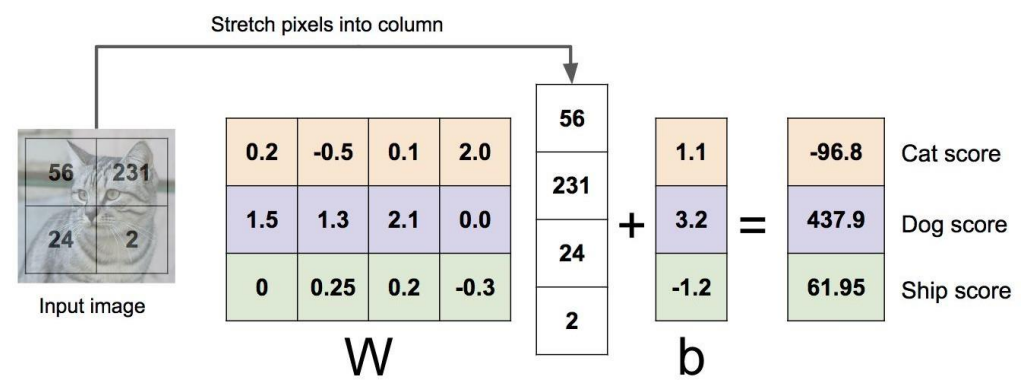 Stretch pixels into column
56 231
24 2
Input image
0.2 -0.5 0.1 2.0
1.5 1.3 2.1 0.0
0 0.25 0.2 -0.3
W
56
231
24
2
+
1.1
3.2
-1.2
b
=
-96.8 Cat score
437.9 Dog score
61.95 Ship score